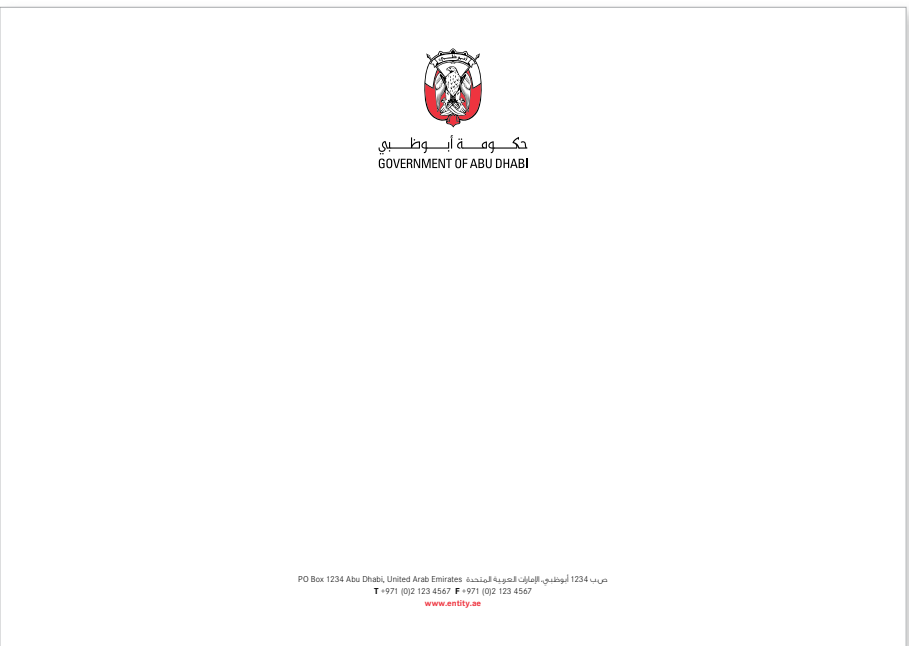 أبوظبي
حكـــومـــة أبـــوظـــبي
GOVERNMENT OF ABU DHABI
PO Box 1234 Abu Dhabi, United Arab Emirates ص.ب 1234 أبوظبي، الإمارات العربية المتحدة
T +971 (0)2 123 4567 F +971 (0)2 123 4567
www.entity.ae